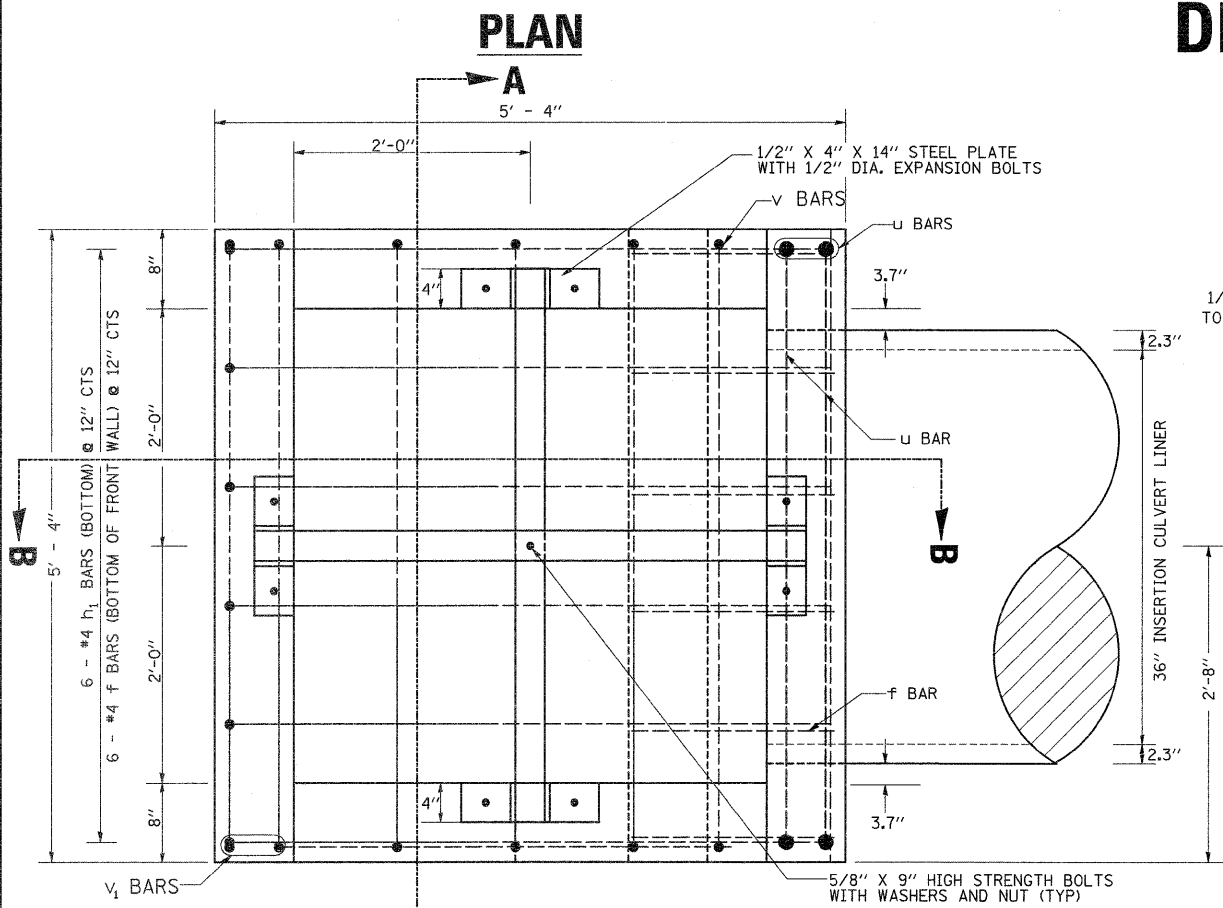 PLAN
D
A
5' - 4"
2'-0"
1/2" X 4" X 14" STEEL PLATE
WITH 1/2" DIA. EXPANSION BOLTS
v BARS
u BARS
8"
4"
3.7"
1/
TO
2.3"
6 - #4 h1 BARS (BOTTOM) @ 12" CTS
6 - #4 f BARS (BOTTOM OF FRONT WALL) @ 12" CTS
2'-0"
u BAR
B
5' - 4"
B
36" INSERTION CULVERT LINER
2'-0"
2'-8"
f BAR
2.3"
8"
4"
3.7"
v1 BARS
5/8" X 9" HIGH STRENGTH BOLTS
WITH WASHERS AND NUT (TYP)